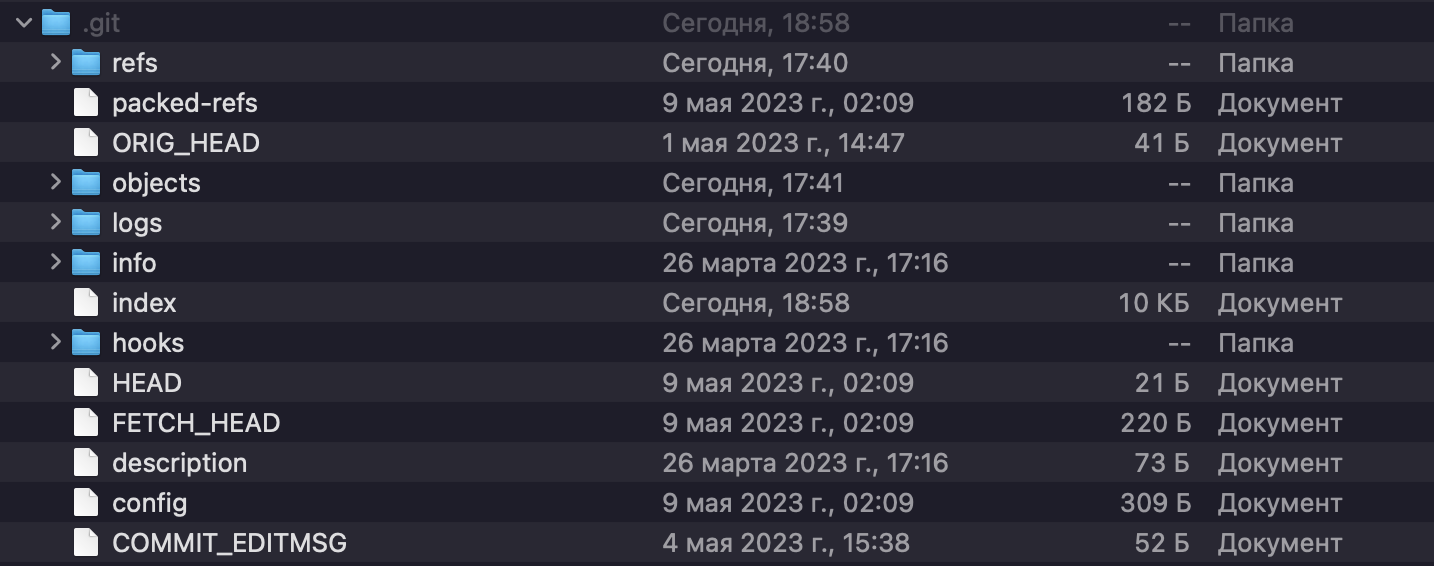 .git Сегодня, 18:58 -- Папка
refs Сегодня, 17:40 -- Папка
packed-refs 9 мая 2023 г., 02:09 182 Б Документ
ORIG_HEAD 1 мая 2023 г., 14:47 41 Б Документ
objects Сегодня, 17:41 -- Папка
logs Сегодня, 17:39 -- Папка
info 26 марта 2023 г., 17:16 -- Папка
index Сегодня, 18:58 10 КБ Документ
hooks 26 марта 2023 г., 17:16 -- Папка
HEAD 9 мая 2023 г., 02:09 21 Б Документ
FETCH_HEAD 9 мая 2023 г., 02:09 220 Б Документ
description 26 марта 2023 г., 17:16 73 Б Документ
config 9 мая 2023 г., 02:09 309 Б Документ
COMMIT_EDITMSG 4 мая 2023 г., 15:38 52 Б Документ